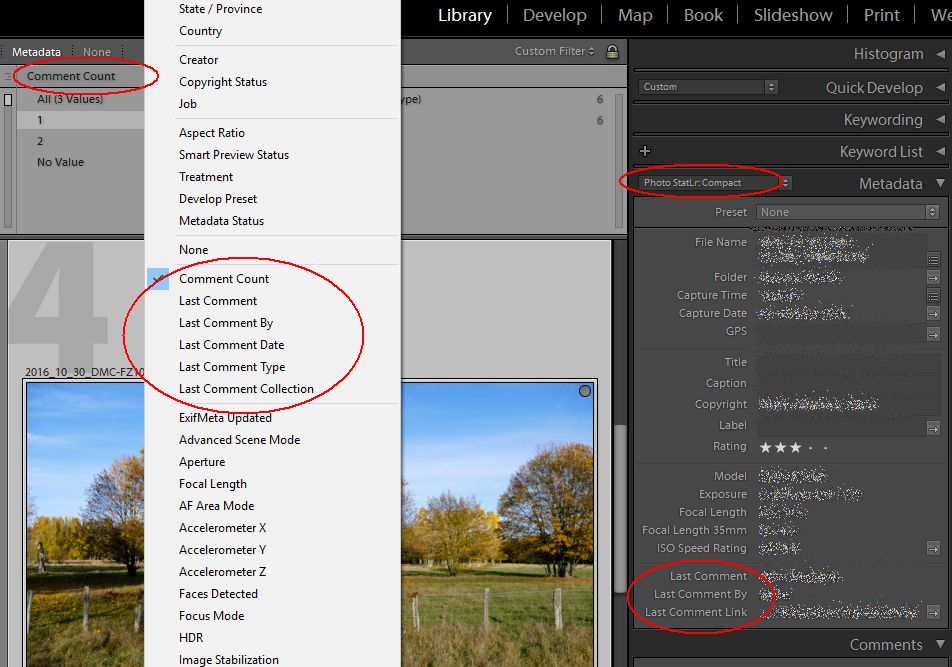 Library
Develop
Map
Book
Slideshow
Print
We
Metadata
None
Custom Filter
Comment Count
All (3 Values)
1
2
No Value
ype)
6
6
State / Province
Country
Creator
Copyright Status
Job
Aspect Ratio
Smart Preview Status
Treatment
Develop Preset
Metadata Status
None
Comment Count
Last Comment
Last Comment By
Last Comment Date
Last Comment Type
Last Comment Collection
ExifMeta Updated
Advanced Scene Mode
Aperture
Focal Length
AF Area Mode
Accelerometer X
Accelerometer Y
Accelerometer Z
Faces Detected
Focus Mode
HDR
Image Stabilization
4
2016_10_30_DMC-FZ10
Histogram
Custom
Quick Develop
Keywording
Keyword List
Photo StatLr: Compact
Metadata
Preset None
File Name
Folder
Capture Time
Capture Date
GPS
Title
Caption
Copyright
Label
Rating
Model
Exposure
Focal Length
Focal Length 35mm
ISO Speed Rating
Last Comment
Last Comment By
Last Comment Link
Comments